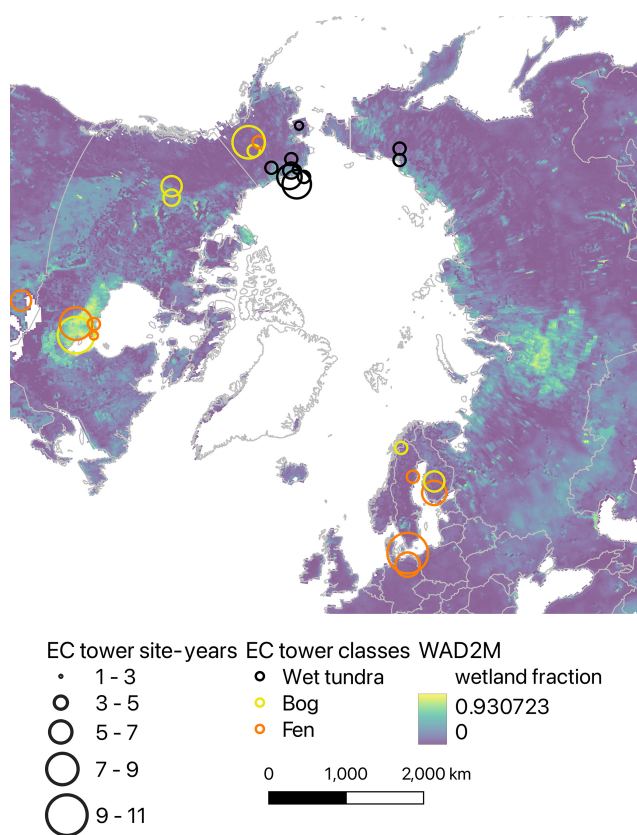 EC tower site-years
1 - 3
3 - 5
5 - 7
7 - 9
9 - 11
EC tower classes
Wet tundra
Bog
Fen
WAD2M
wetland fraction
0.930723
0
0 1,000 2,000 km